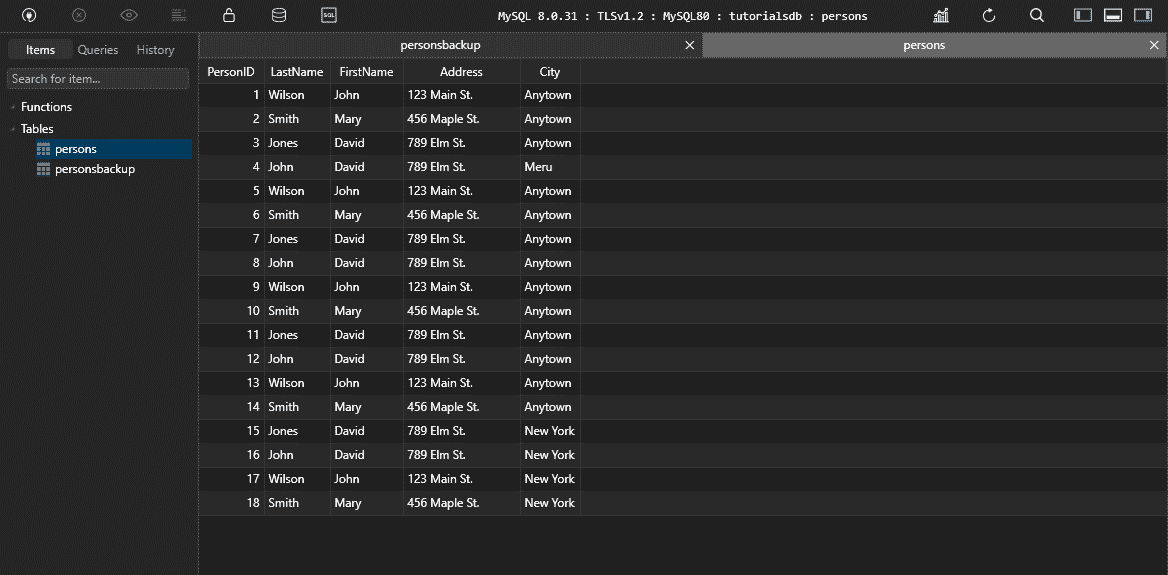 SQL MySQL 8.0.31 : TLSv1.2 : MySQL80 : tutorialsdb : persons
Items Queries History
Search for item...
Functions
Tables
persons
personsbackup
personsbackup persons
PersonID LastName FirstName Address City
1 Wilson John 123 Main St. Anytown
2 Smith Mary 456 Maple St. Anytown
3 Jones David 789 Elm St. Anytown
4 John David 789 Elm St. Meru
5 Wilson John 123 Main St. Anytown
6 Smith Mary 456 Maple St. Anytown
7 Jones David 789 Elm St. Anytown
8 John David 789 Elm St. Anytown
9 Wilson John 123 Main St. Anytown
10 Smith Mary 456 Maple St. Anytown
11 Jones David 789 Elm St. Anytown
12 John David 789 Elm St. Anytown
13 Wilson John 123 Main St. Anytown
14 Smith Mary 456 Maple St. Anytown
15 Jones David 789 Elm St. New York
16 John David 789 Elm St. New York
17 Wilson John 123 Main St. New York
18 Smith Mary 456 Maple St. New York